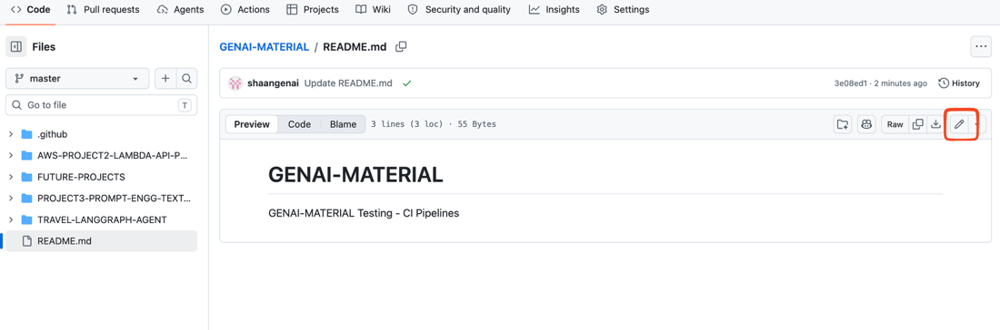 Code Pull requests Agents Actions Projects Wiki Security and quality Insights Settings
Files
master
Go to file T
.github
AWS-PROJECT2-LAMBDA-API-P...
FUTURE-PROJECTS
PROJECT3-PROMPT-ENGG-TEXT...
TRAVEL-LANGGRAPH-AGENT
README.md
GENAI-MATERIAL / README.md
shaangenai Update README.md 3e08ed1 · 2 minutes ago History
Preview Code Blame 3 lines (3 loc) · 55 Bytes Raw
GENAI-MATERIAL
GENAI-MATERIAL Testing - CI Pipelines